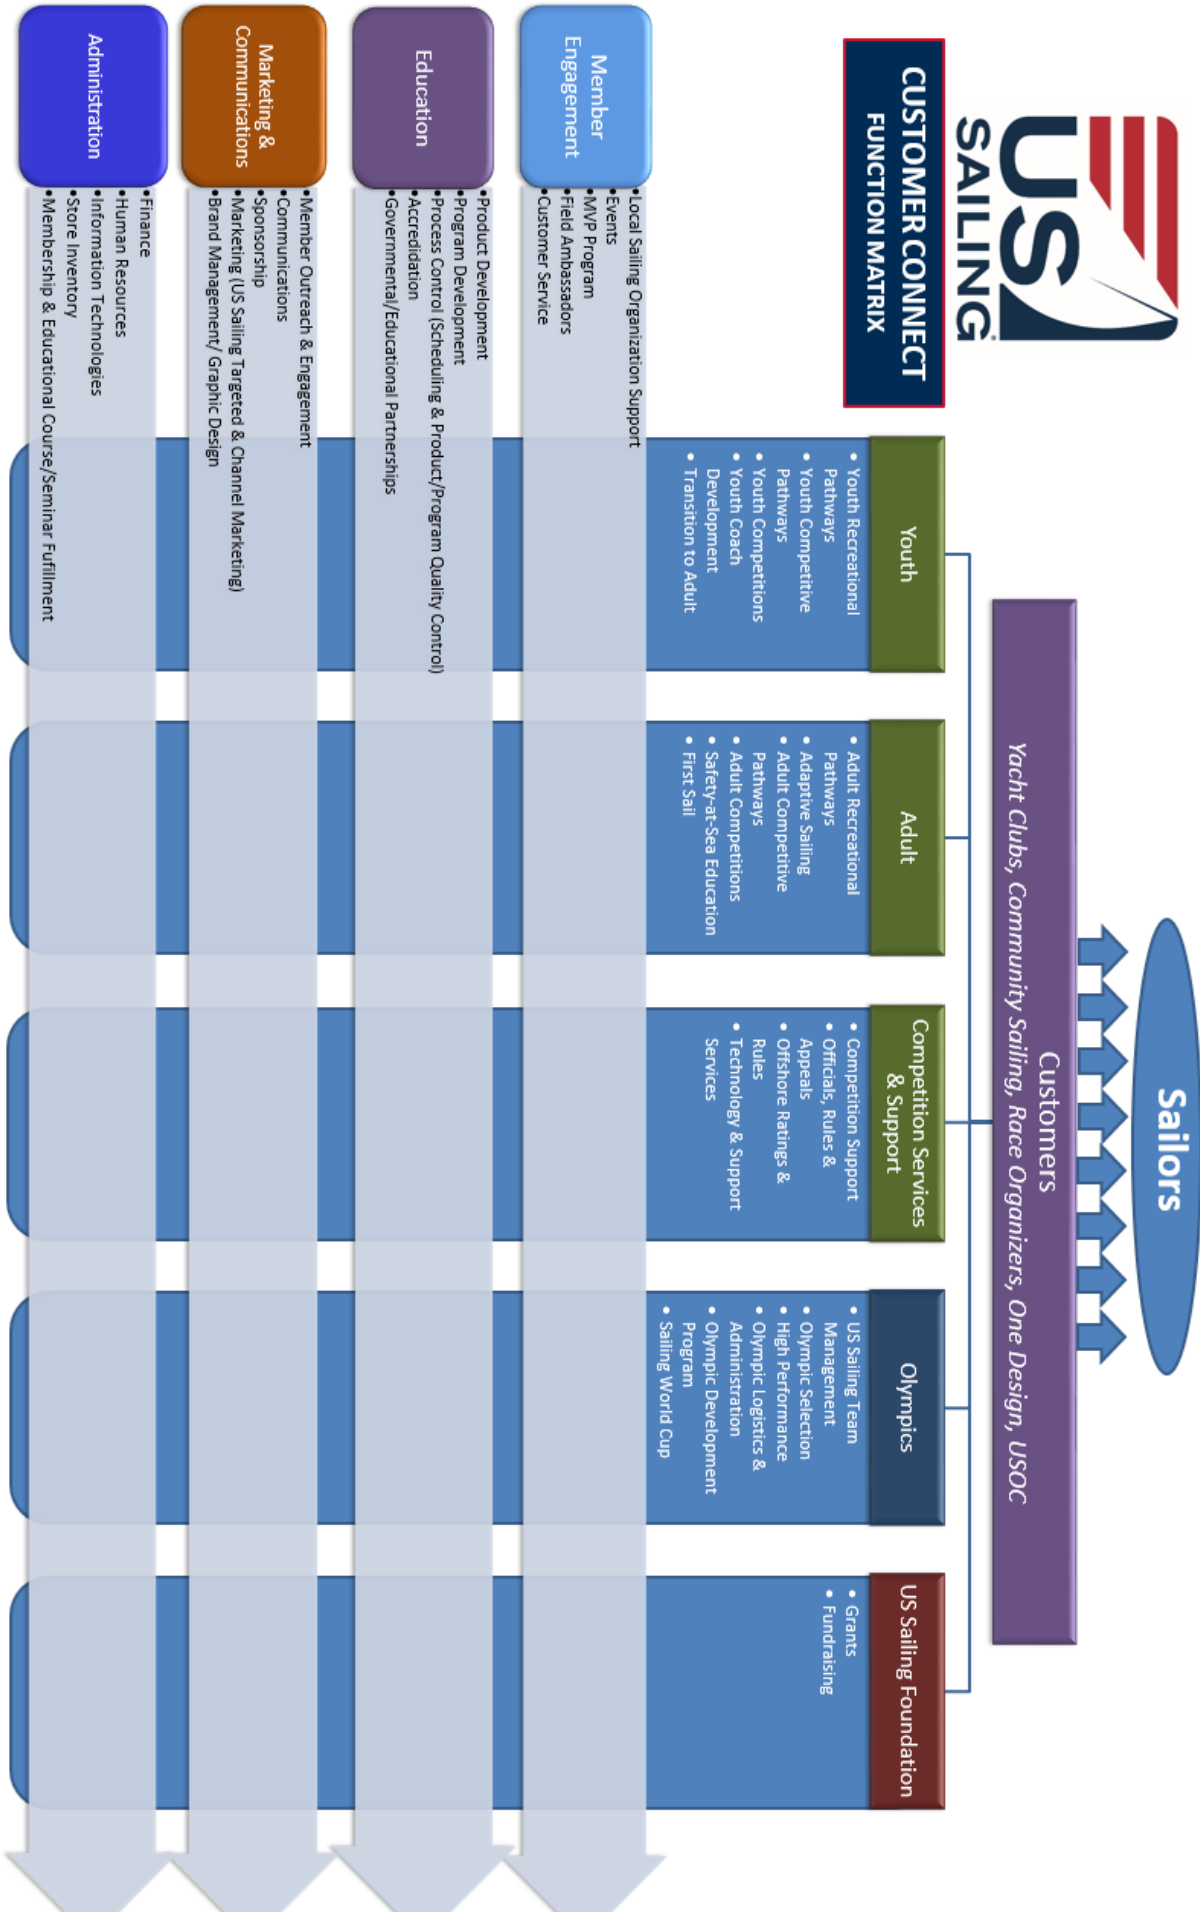 US
SAILING
CUSTOMER CONNECT
FUNCTION MATRIX
Sailors
Customers
Yacht Clubs, Community Sailing, Race Organizers, One Design, USOC
Youth
• Youth Recreational
Pathways
• Youth Competitive
Pathways
• Youth Competitions
• Youth Coach
Development
• Transition to Adult
Adult
• Adult Recreational
Pathways
• Adaptive Sailing
• Adult Competitive
Pathways
• Adult Competitions
• Safety-at-Sea Education
• First Sail
Competition Services
& Support
• Competition Support
• Officials, Rules &
Appeals
• Offshore Ratings &
Rules
• Technology & Support
Services
Olympics
• US Sailing Team
Management
• Olympic Selection
• High Performance
• Olympic Logistics &
Administration
• Olympic Development
Program
• Sailing World Cup
US Sailing Foundation
• Grants
• Fundraising
Member
Engagement
•Local Sailing Organization Support
•Events
•MVP Program
•Field Ambassadors
•Customer Service
Education
•Product Development
•Program Development
•Process Control (Scheduling & Product/Program Quality Control)
•Accredidation
•Governmental/Educational Partnerships
Marketing &
Communications
•Member Outreach & Engagement
•Communications
•Sponsorship
•Marketing (US Sailing Targeted & Channel Marketing)
•Brand Management/ Graphic Design
Administration
•Finance
•Human Resources
•Information Technologies
•Store Inventory
•Membership & Educational Course/Seminar Fufillment